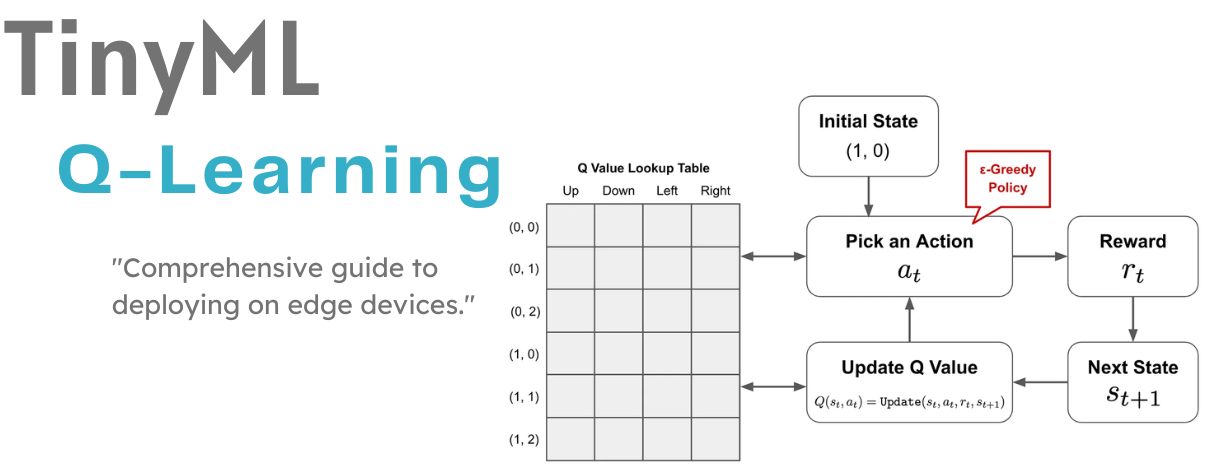 TinyML
Q-Learning
"Comprehensive guide to
deploying on edge devices."
Q Value Lookup Table
Up Down Left Right
(0, 0)
(0, 1)
(0, 2)
(1, 0)
(1, 1)
(1, 2)
Initial State
(1, 0)
ε-Greedy
Policy
Pick an Action
a_t
Reward
r_t
Next State
s_{t+1}
Update Q Value
Q(s_t, a_t) = Update(s_t, a_t, r_t, s_{t+1})